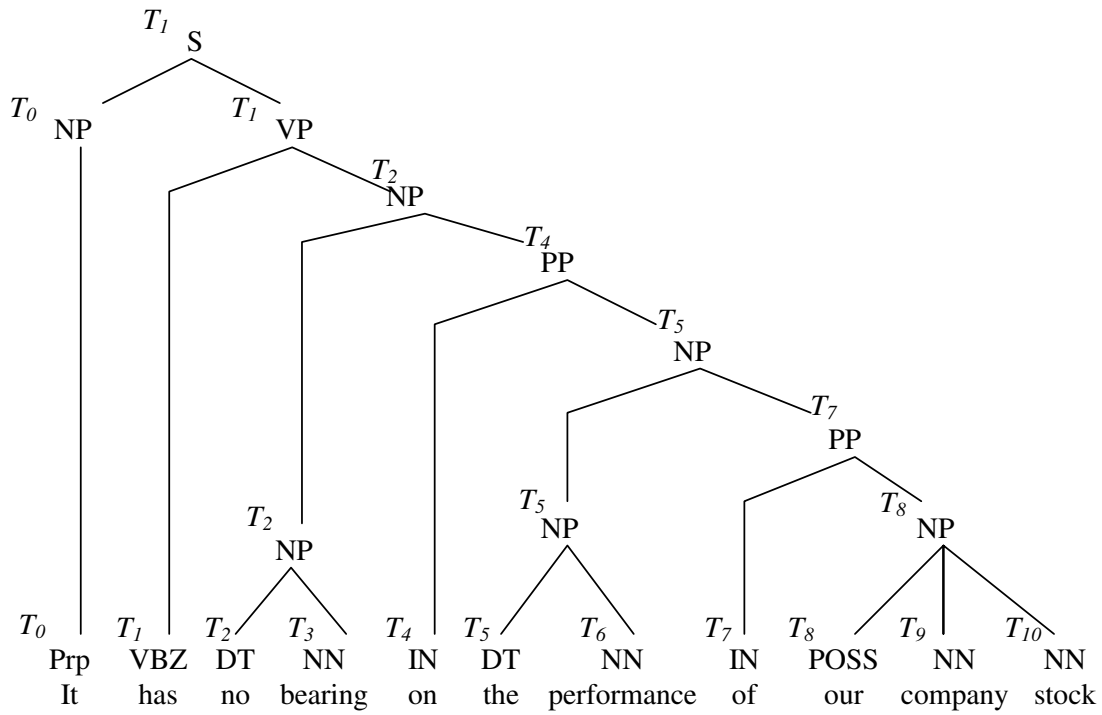 T1
S
T0 T1
NP VP
T2
NP
T4
PP
T5
NP
T7
PP
T5 T8
NP NP
T2
NP
T0 T1 T2 T3 T4 T5 T6 T7 T8 T9 T10
Prp VBZ DT NN IN DT NN IN POSS NN NN
It has no bearing on the performance of our company stock